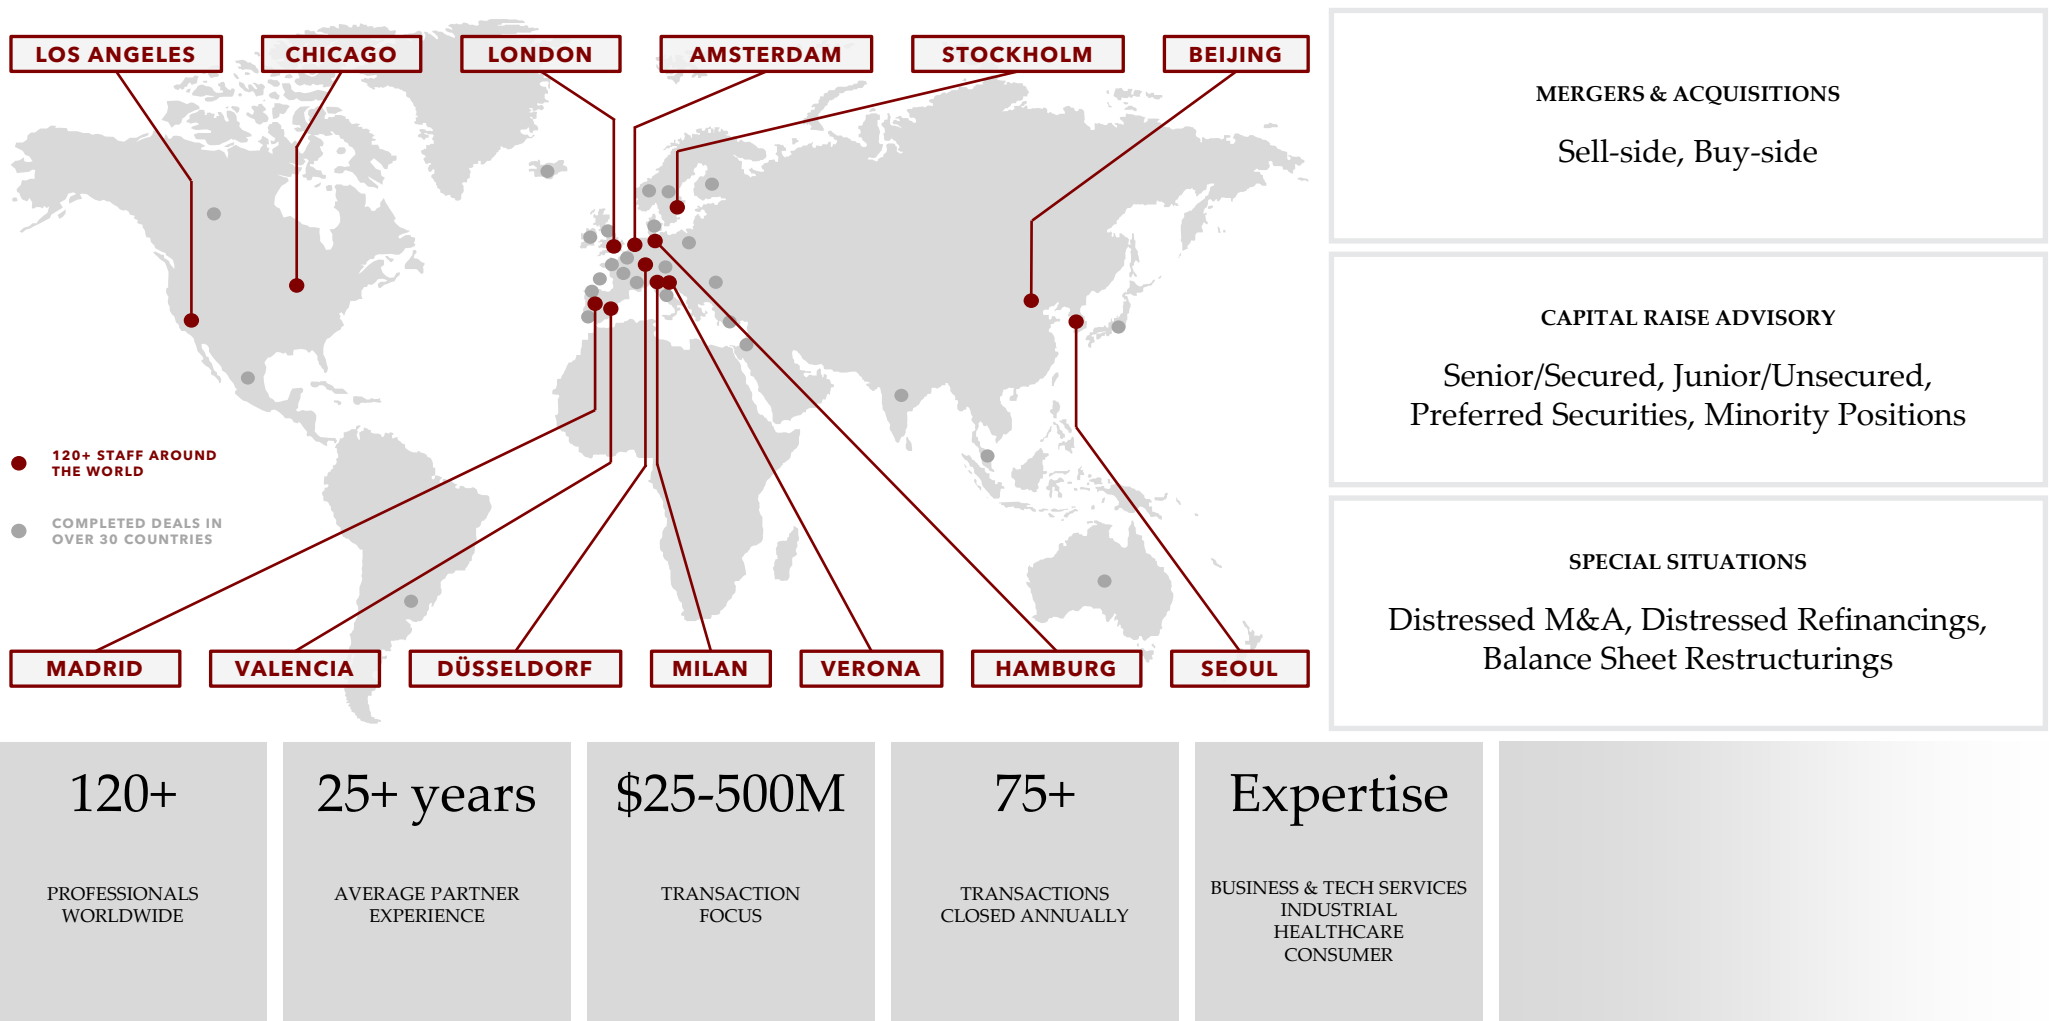 LOS ANGELES
CHICAGO
LONDON
AMSTERDAM
STOCKHOLM
BEIJING
120+ STAFF AROUND
THE WORLD
COMPLETED DEALS IN
OVER 30 COUNTRIES
MADRID
VALENCIA
DÜSSELDORF
MILAN
VERONA
HAMBURG
SEOUL
MERGERS & ACQUISITIONS
Sell-side, Buy-side
CAPITAL RAISE ADVISORY
Senior/Secured, Junior/Unsecured,
Preferred Securities, Minority Positions
SPECIAL SITUATIONS
Distressed M&A, Distressed Refinancings,
Balance Sheet Restructurings
120+
PROFESSIONALS
WORLDWIDE
25+ years
AVERAGE PARTNER
EXPERIENCE
$25-500M
TRANSACTION
FOCUS
75+
TRANSACTIONS
CLOSED ANNUALLY
Expertise
BUSINESS & TECH SERVICES
INDUSTRIAL
HEALTHCARE
CONSUMER